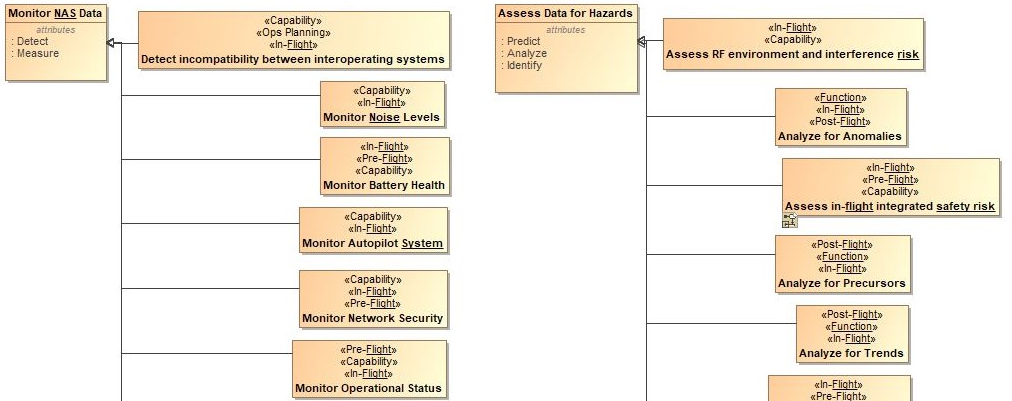 Monitor NAS Data
attributes
: Detect
: Measure
«Capability»
«Ops Planning»
«In-Flight»
Detect incompatibility between interoperating systems
«Capability»
«In-Flight»
Monitor Noise Levels
«In-Flight»
«Pre-Flight»
«Capability»
Monitor Battery Health
«Capability»
«In-Flight»
Monitor Autopilot System
«Capability»
«In-Flight»
«Pre-Flight»
Monitor Network Security
«Pre-Flight»
«Capability»
«In-Flight»
Monitor Operational Status
Assess Data for Hazards
attributes
: Predict
: Analyze
: Identify
«In-Flight»
«Capability»
Assess RF environment and interference risk
«Function»
«In-Flight»
«Post-Flight»
Analyze for Anomalies
«In-Flight»
«Pre-Flight»
«Capability»
Assess in-flight integrated safety risk
«Post-Flight»
«Function»
«In-Flight»
Analyze for Precursors
«Post-Flight»
«Function»
«In-Flight»
Analyze for Trends
«In-Flight»
«Pre-Flight»